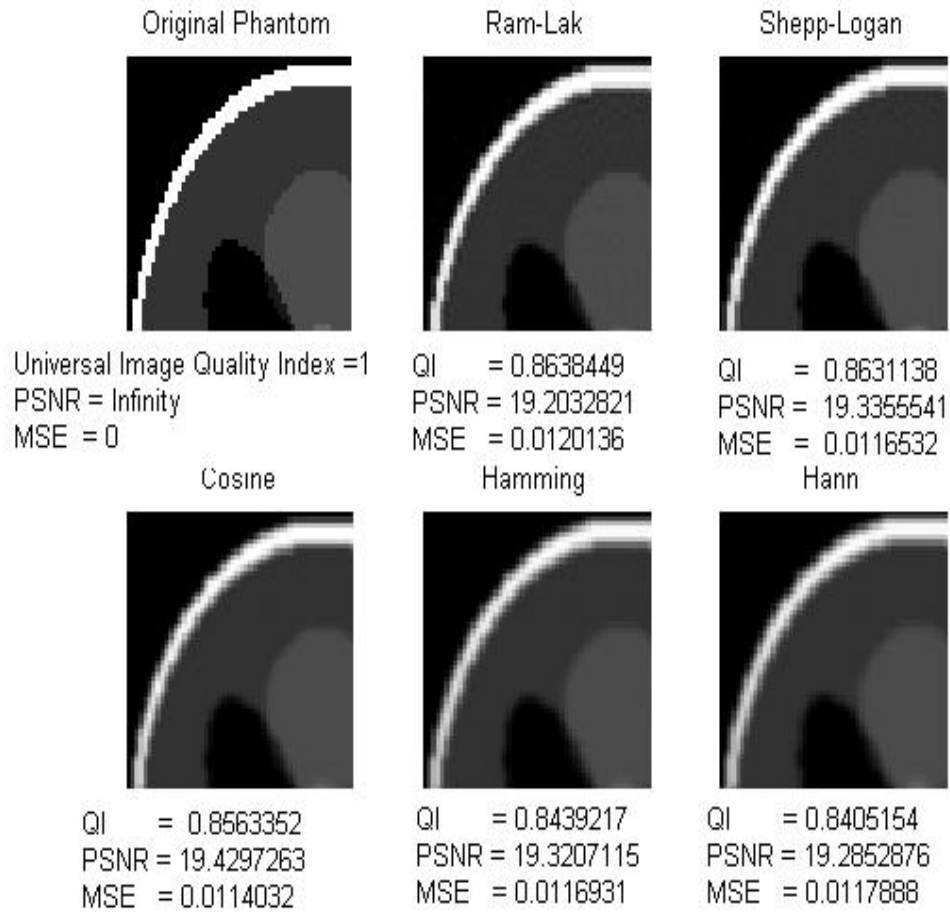 Original Phantom
Ram-Lak
Shepp-Logan
Universal Image Quality Index =1
PSNR = Infinity
MSE = 0
QI = 0.8638449
PSNR = 19.2032821
MSE = 0.0120136
QI = 0.8631138
PSNR = 19.3355541
MSE = 0.0116532
Cosine
Hamming
Hann
QI = 0.8563352
PSNR = 19.4297263
MSE = 0.0114032
QI = 0.8439217
PSNR = 19.3207115
MSE = 0.0116931
QI = 0.8405154
PSNR = 19.2852876
MSE = 0.0117888